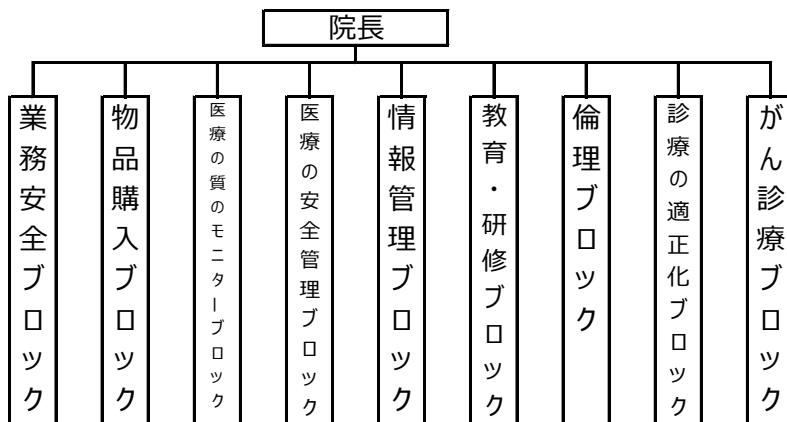 院長
業務安全ブロック
物品購入ブロック
医療の質のモニターブロック
医療の安全管理ブロック
情報管理ブロック
教育・研修ブロック
倫理ブロック
診療の適正化ブロック
がん診療ブロック